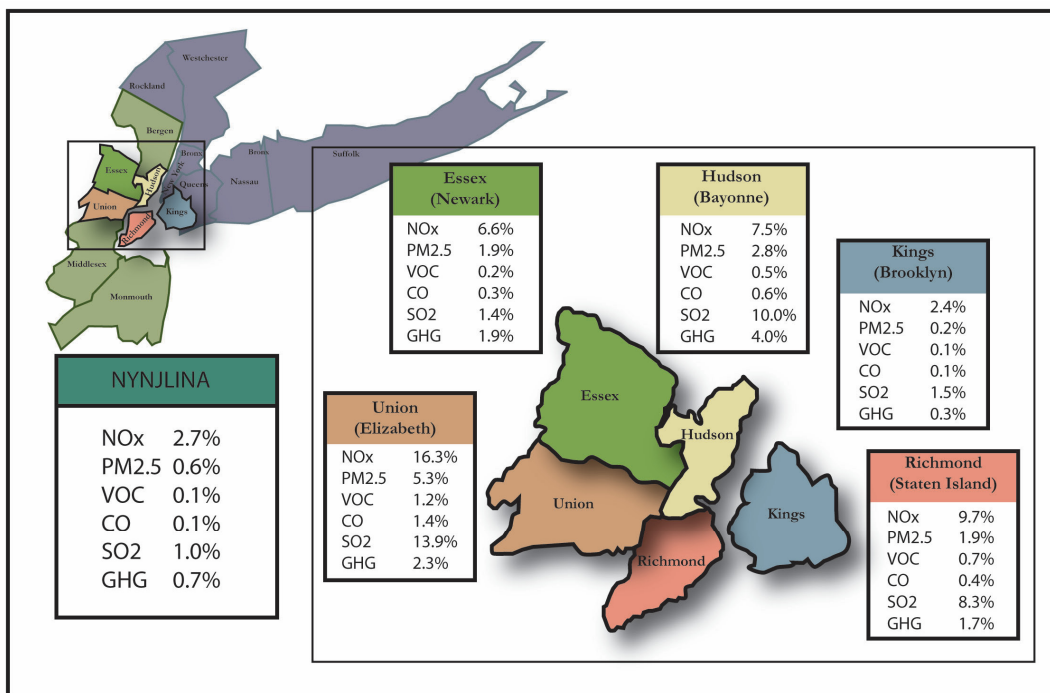 Westchester
Rockland
Bergen
Bronx
Bronx
Suffolk
Essex
Hudson
New York
Queens
Nassau
Union
Richmond
Kings
Middlesex
Monmouth
NYNJLINA
NOx 2.7%
PM2.5 0.6%
VOC 0.1%
CO 0.1%
SO2 1.0%
GHG 0.7%
Essex
(Newark)
NOx 6.6%
PM2.5 1.9%
VOC 0.2%
CO 0.3%
SO2 1.4%
GHG 1.9%
Hudson
(Bayonne)
NOx 7.5%
PM2.5 2.8%
VOC 0.5%
CO 0.6%
SO2 10.0%
GHG 4.0%
Kings
(Brooklyn)
NOx 2.4%
PM2.5 0.2%
VOC 0.1%
CO 0.1%
SO2 1.5%
GHG 0.3%
Union
(Elizabeth)
NOx 16.3%
PM2.5 5.3%
VOC 1.2%
CO 1.4%
SO2 13.9%
GHG 2.3%
Richmond
(Staten Island)
NOx 9.7%
PM2.5 1.9%
VOC 0.7%
CO 0.4%
SO2 8.3%
GHG 1.7%
Essex
Hudson
Union
Kings
Richmond